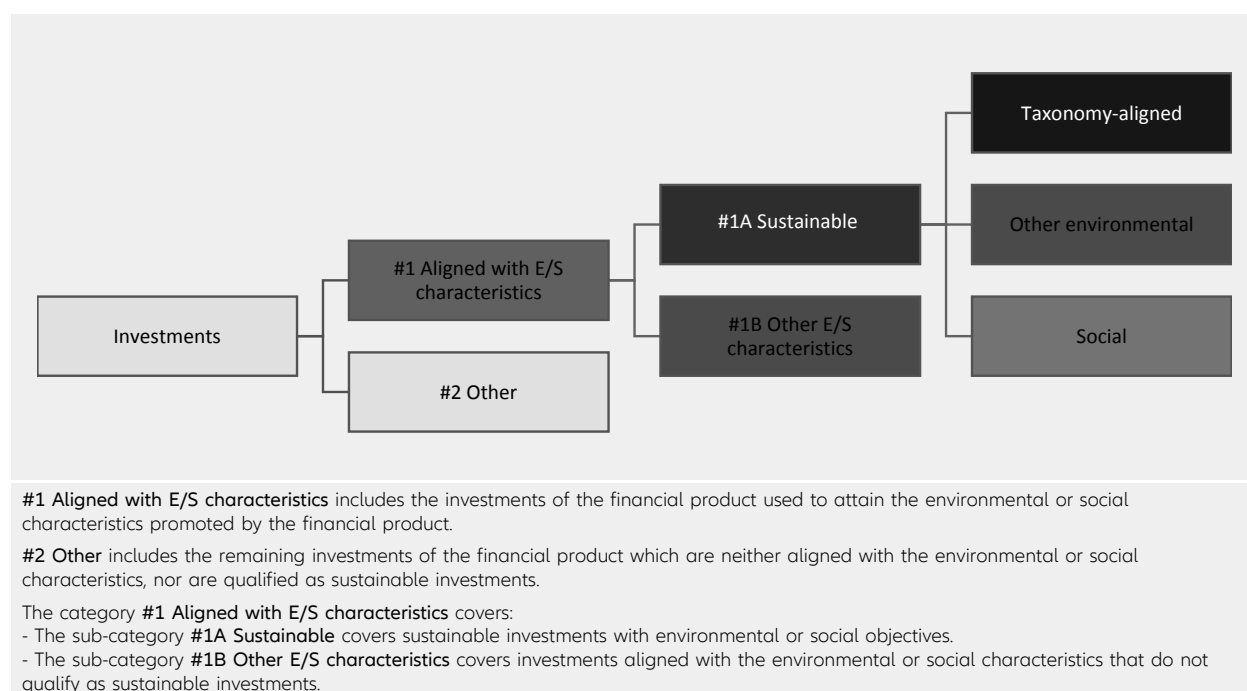 Taxonomy-aligned
#1A Sustainable
Other environmental
#1 Aligned with E/S
characteristics
#1B Other E/S
characteristics
Investments
Social
#2 Other
#1 Aligned with E/S characteristics includes the investments of the financial product used to attain the environmental or social
characteristics promoted by the financial product.
#2 Other includes the remaining investments of the financial product which are neither aligned with the environmental or social
characteristics, nor are qualified as sustainable investments.
The category #1 Aligned with E/S characteristics covers:
- The sub-category #1A Sustainable covers sustainable investments with environmental or social objectives.
- The sub-category #1B Other E/S characteristics covers investments aligned with the environmental or social characteristics that do not
qualify as sustainable investments.